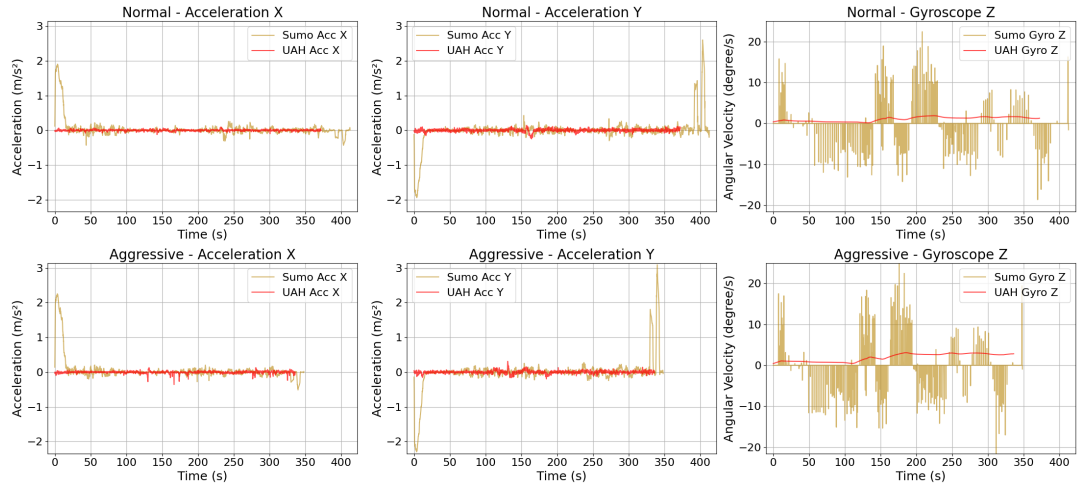 Normal - Acceleration X
Acceleration (m/s²)
3
2
1
0
−1
−2
Sumo Acc X
UAH Acc X
0 50 100 150 200 250 300 350 400
Time (s)
Normal - Acceleration Y
Acceleration (m/s²)
3
2
1
0
−1
−2
Sumo Acc Y
UAH Acc Y
0 50 100 150 200 250 300 350 400
Time (s)
Normal - Gyroscope Z
Angular Velocity (degree/s)
20
10
0
−10
−20
Sumo Gyro Z
UAH Gyro Z
0 50 100 150 200 250 300 350 400
Time (s)
Aggressive - Acceleration X
Acceleration (m/s²)
3
2
1
0
−1
−2
Sumo Acc X
UAH Acc X
0 50 100 150 200 250 300 350 400
Time (s)
Aggressive - Acceleration Y
Acceleration (m/s²)
3
2
1
0
−1
−2
Sumo Acc Y
UAH Acc Y
0 50 100 150 200 250 300 350 400
Time (s)
Aggressive - Gyroscope Z
Angular Velocity (degree/s)
20
10
0
−10
−20
Sumo Gyro Z
UAH Gyro Z
0 50 100 150 200 250 300 350 400
Time (s)